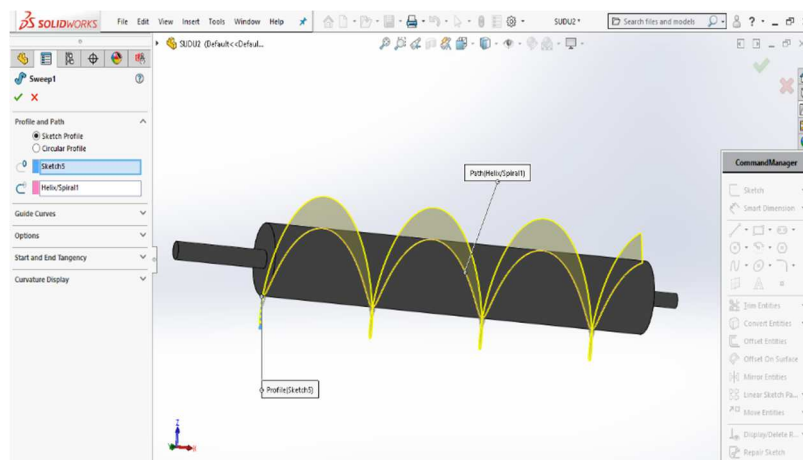 SOLIDWORKS File Edit View Insert Tools Window Help SUDU2 * Search files and models
SUDU2 (Default<<Defaul...
Sweep1
Profile and Path
Sketch Profile
Circular Profile
Sketch5
Helix/Spiral1
Guide Curves
Options
Start and End Tangency
Curvature Display
Path(Helix/Spiral1)
Profile(Sketch5)
Z
CommandManager
Sketch
Smart Dimension
Trim Entities
Convert Entities
Offset Entities
Offset On Surface
Mirror Entities
Linear Sketch Pa...
Move Entities
Display/Delete R...
Repair Sketch